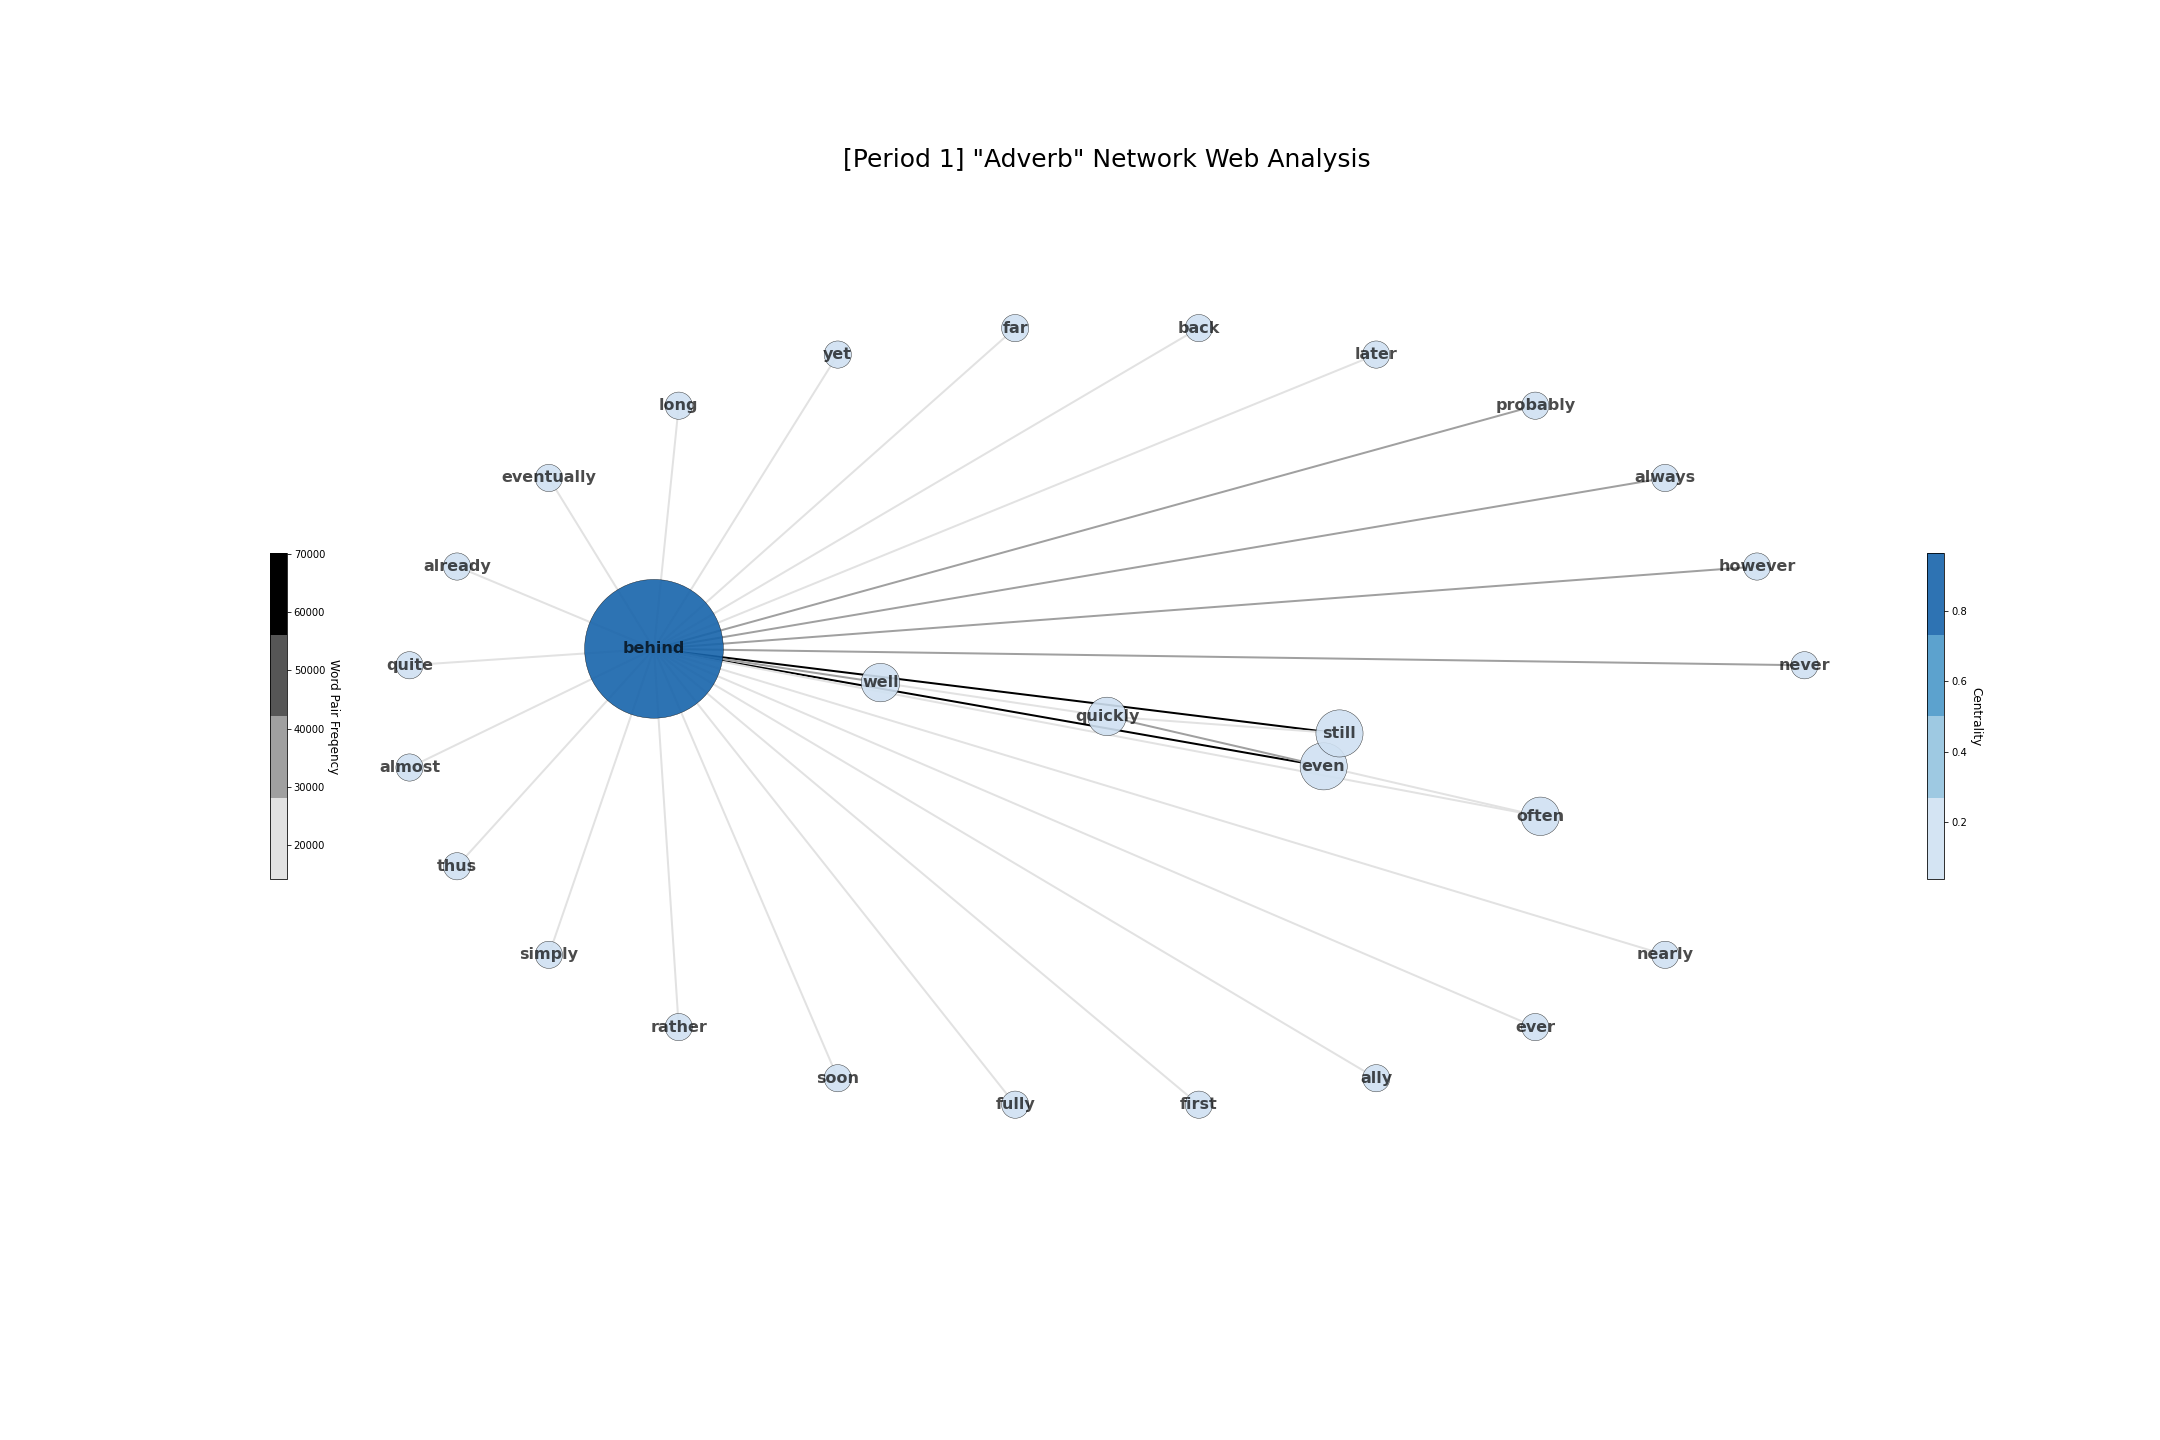 [Period 1] "Adverb" Network Web Analysis
far
back
yet
later
long
probably
eventually
always
already
however
behind
quite
never
well
quickly
still
even
almost
often
thus
simply
nearly
rather
ever
soon
ally
fully
first
70000
60000
50000
40000
30000
20000
Word Pair Freqency
0.8
0.6
0.4
0.2
Centrality